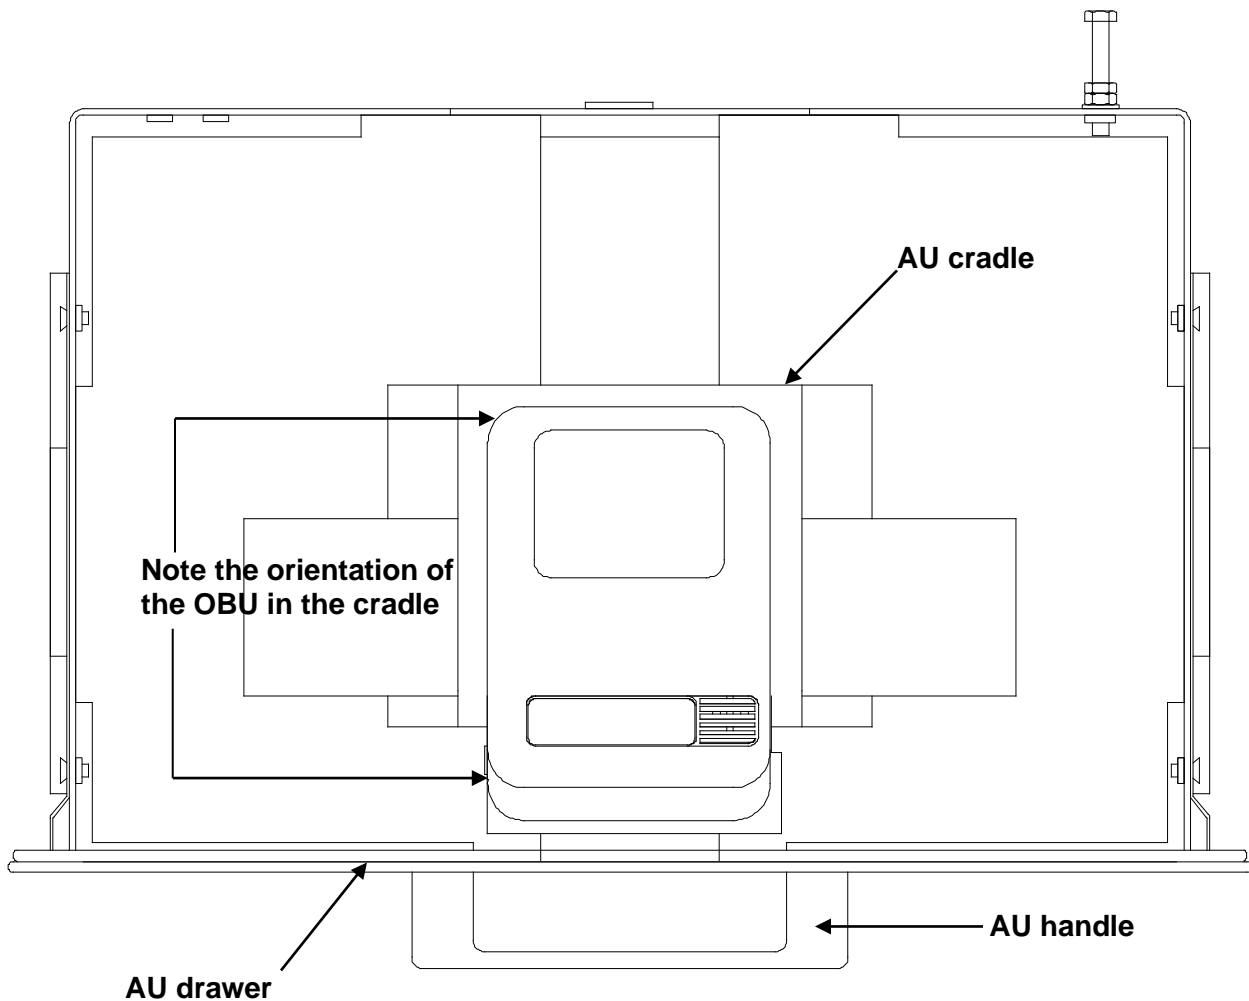 AU cradle
Note the orientation of
the OBU in the cradle
AU handle
AU drawer